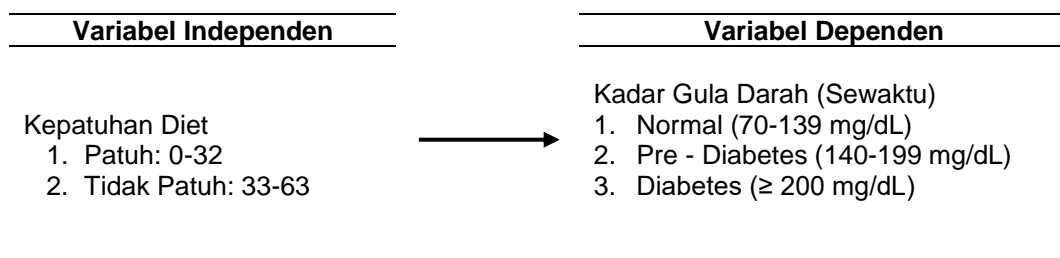 Variabel Independen
Variabel Dependen
Kepatuhan Diet
1. Patuh: 0-32
2. Tidak Patuh: 33-63
Kadar Gula Darah (Sewaktu)
1. Normal (70-139 mg/dL)
2. Pre - Diabetes (140-199 mg/dL)
3. Diabetes (≥ 200 mg/dL)